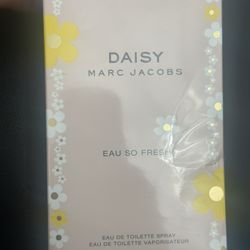 DAISY
MARC JACOBS
EAU SO FRESH
EAU DE TOILETTE SPRAY
EAU DE TOILETTE VAPORISATEUR